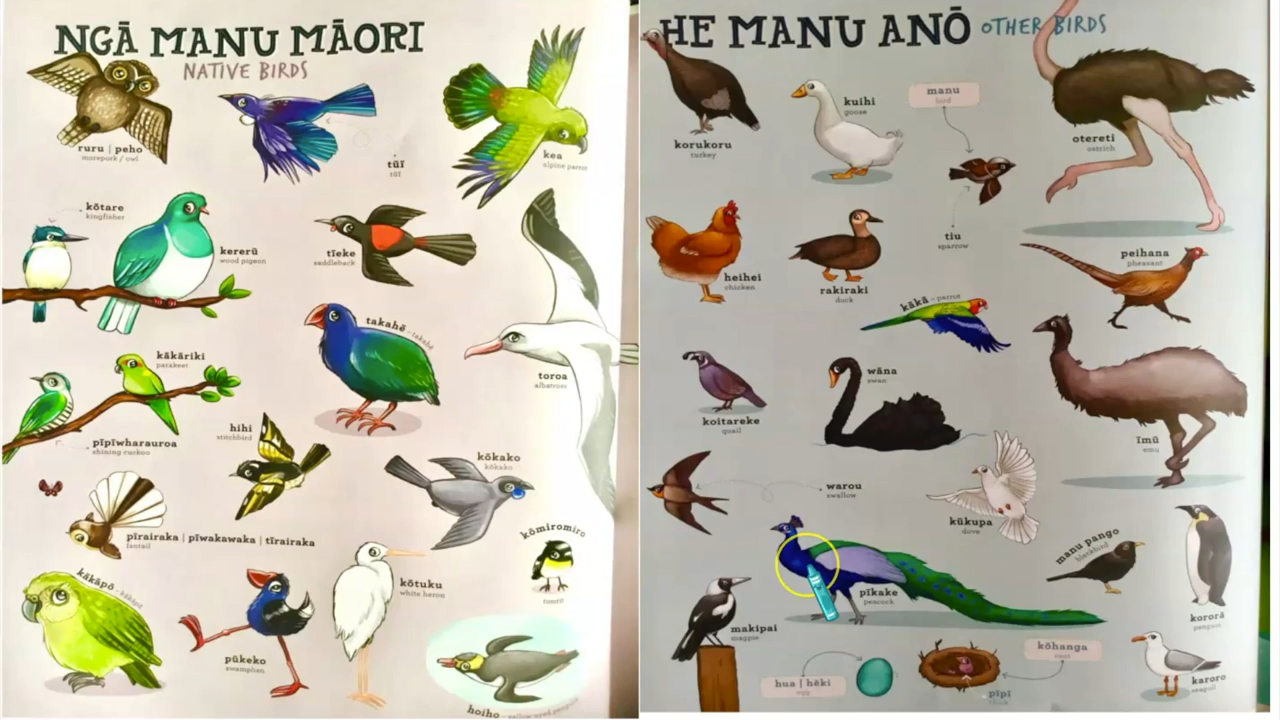 NGĀ MANU MĀORI
NATIVE BIRDS
ruru | peho
morepork / owl
tūī
tūī
kea
alpine parrot
kōtare
kingfisher
kererū
wood pigeon
tīeke
saddleback
takahē - takahē
toroa
albatross
kākāriki
parakeet
pīpīwharauroa
shining cuckoo
hihi
stitchbird
kōkako
kōkako
pīrairaka | pīwakawaka | tīrairaka
fantail
kōmiromiro
tomtit
kākāpō - kākāpō
pūkeko
swamphen
kōtuku
white heron
hoiho - yellow-eyed penguin
HE MANU ANŌ OTHER BIRDS
korukoru
turkey
kuihi
goose
manu
bird
otereti
ostrich
tiu
sparrow
heihei
chicken
rakiraki
duck
peihana
pheasant
kākā - parrot
koitareke
quail
wāna
swan
īmū
emu
warou
swallow
kūkupa
dove
manu pango
blackbird
pīkake
peacock
kororā
penguin
makipai
magpie
hua | hēki
egg
kōhanga
nest
pīpī
chick
karoro
seagull